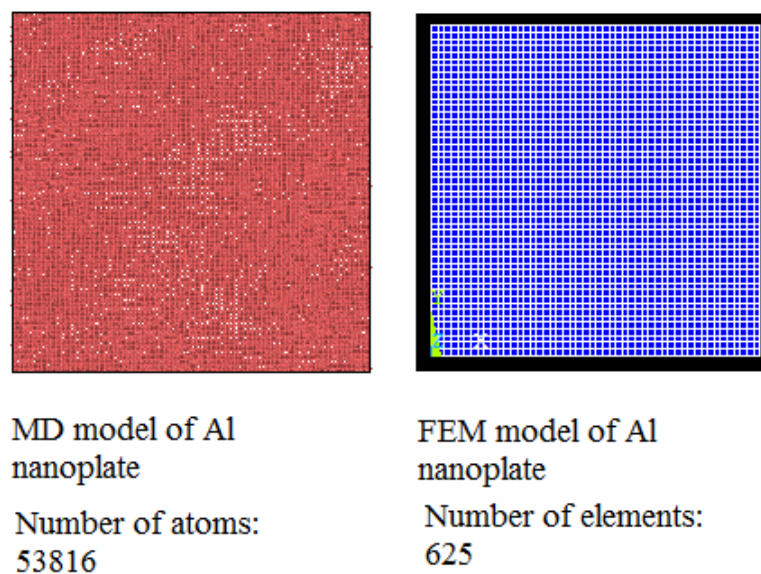 Y
X
MD model of Al
nanoplate
Number of atoms:
53816
FEM model of Al
nanoplate
Number of elements:
625